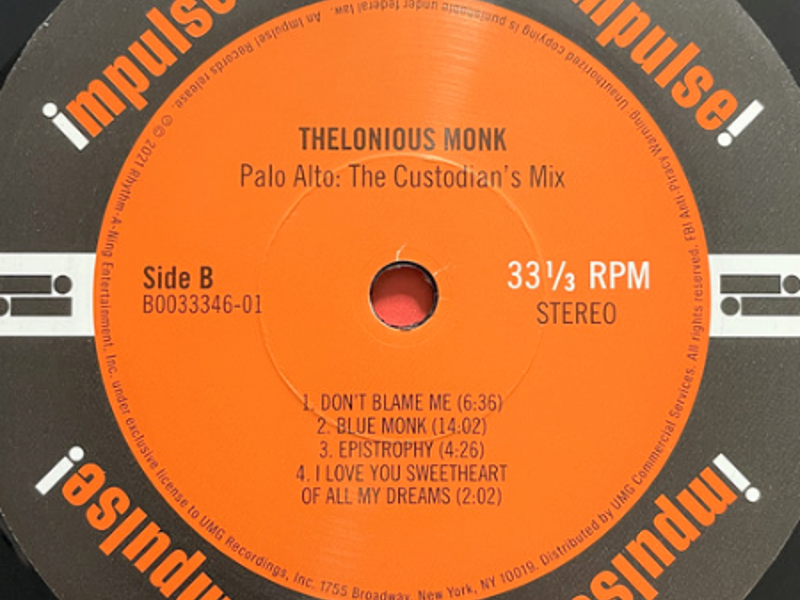 impulse!
impulse!
THELONIOUS MONK
Palo Alto: The Custodian's Mix
Side B
B0033346-01
33 1/3 RPM
STEREO
1. DON'T BLAME ME (6:36)
2. BLUE MONK (14:02)
3. EPISTROPHY (4:26)
4. I LOVE YOU SWEETHEART
OF ALL MY DREAMS (2:02)
impulse!
impulse!
An Impulse! Records release. ℗© 2021 Rhythm-A-Ning Entertainment, Inc. under exclusive license to UMG Recordings, Inc. 1755 Broadway, New York, NY 10019. Distributed by UMG Commercial Services. All rights reserved. FBI Anti-Piracy Warning. Unauthorized copying is punishable under federal law.